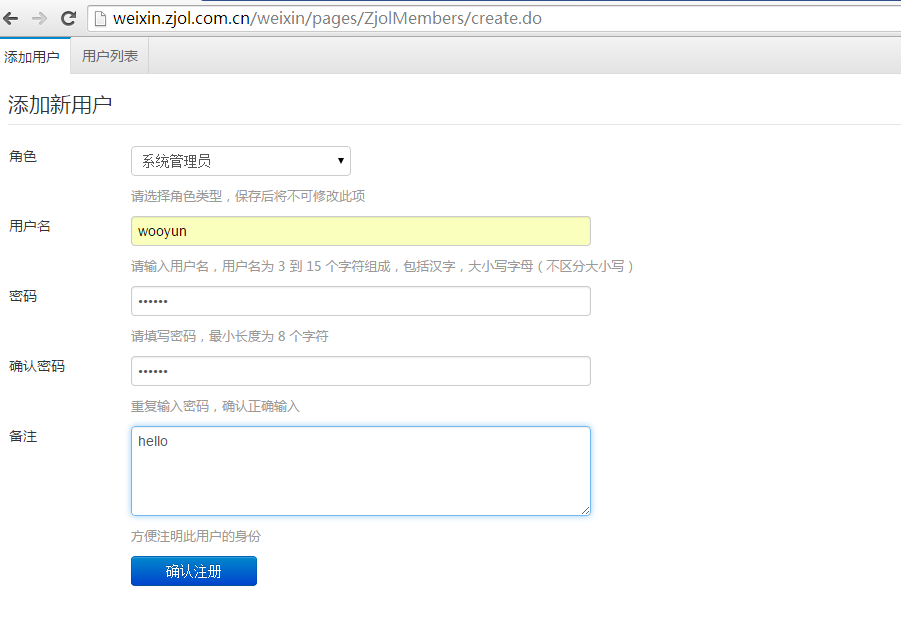 weixin.zjol.com.cn/weixin/pages/ZjolMembers/create.do
添加用户 用户列表
添加新用户
角色 系统管理员
请选择角色类型，保存后将不可修改此项
用户名 wooyun
请输入用户名，用户名为 3 到 15 个字符组成，包括汉字，大小写字母（不区分大小写）
密码 ••••••
请填写密码，最小长度为 8 个字符
确认密码 ••••••
重复输入密码，确认正确输入
备注 hello
方便注明此用户的身份
确认注册